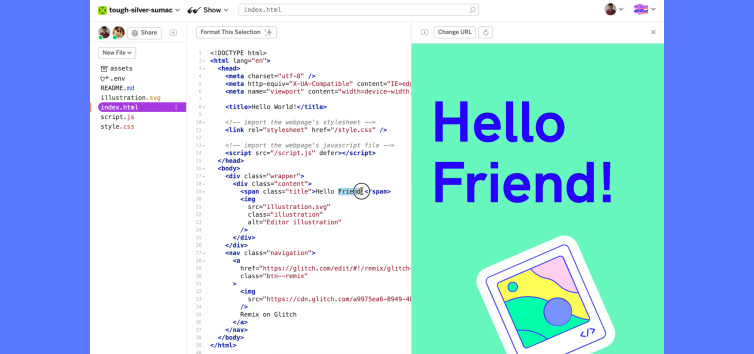 tough-silver-sumac
Show
index.html
Share
Format This Selection
Change URL
New File
assets
.env
README.md
illustration.svg
index.html
script.js
style.css
1 <!DOCTYPE html>
2 <html lang="en">
3 <head>
4 <meta charset="utf-8" />
5 <meta http-equiv="X-UA-Compatible" content="IE=edg
6 <meta name="viewport" content="width=device-width,
7
8 <title>Hello World!</title>
9
10 <!-- import the webpage's stylesheet -->
11 <link rel="stylesheet" href="/style.css" />
12
13 <!-- import the webpage's javascript file -->
14 <script src="/script.js" defer></script>
15 </head>
16 <body>
17 <div class="wrapper">
18 <div class="content">
19 <span class="title">Hello Friend!</span>
20 <img
21 src="illustration.svg"
22 class="illustration"
23 alt="Editor illustration"
24 />
25 </div>
26 </div>
27 <nav class="navigation">
28 <a
29 href="https://glitch.com/edit/#!/remix/glitch-
30 class="btn--remix"
31 >
32 <img
33 src="https://cdn.glitch.com/a9975ea6-8949-4b
34 />
35 Remix on Glitch
36 </a>
37 </nav>
38 </body>
39 </html>
40
Hello
Friend!
</>